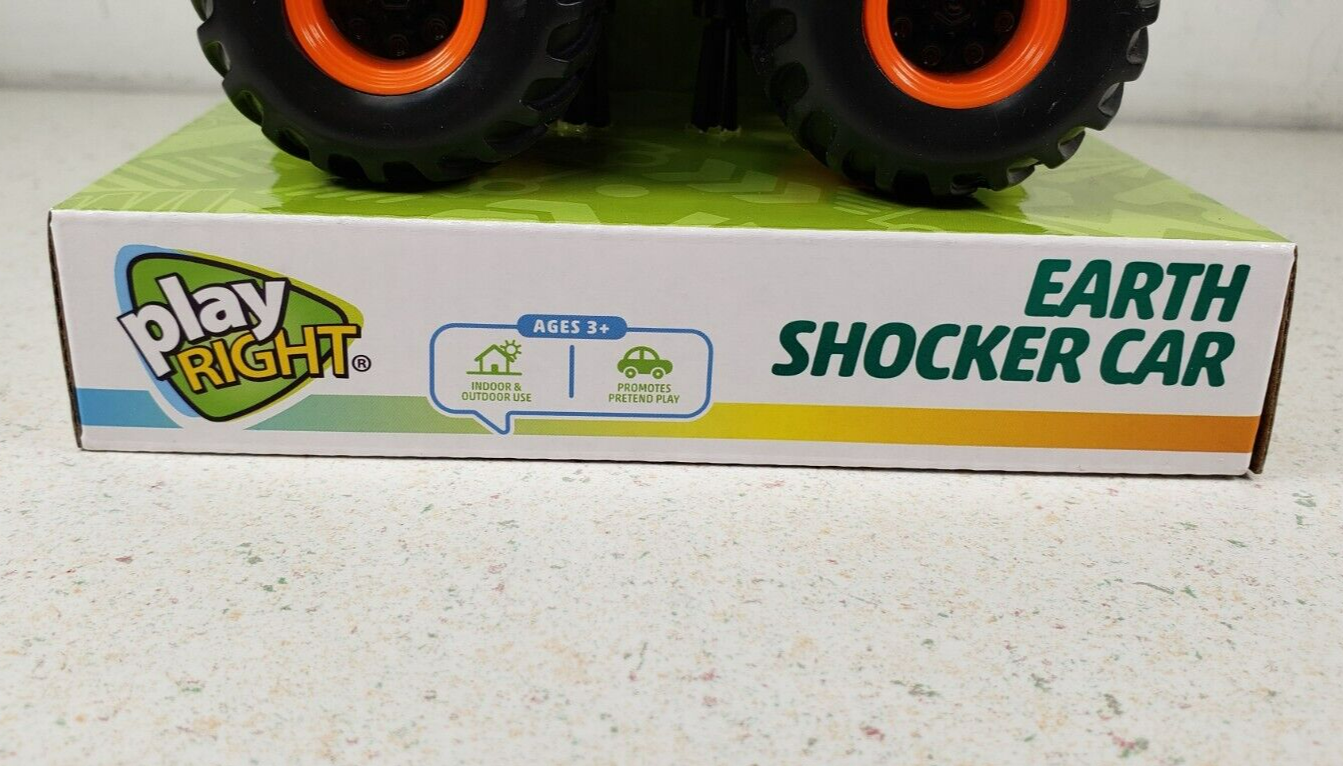 play
RIGHT®
AGES 3+
INDOOR &
OUTDOOR USE
PROMOTES
PRETEND PLAY
EARTH
SHOCKER CAR